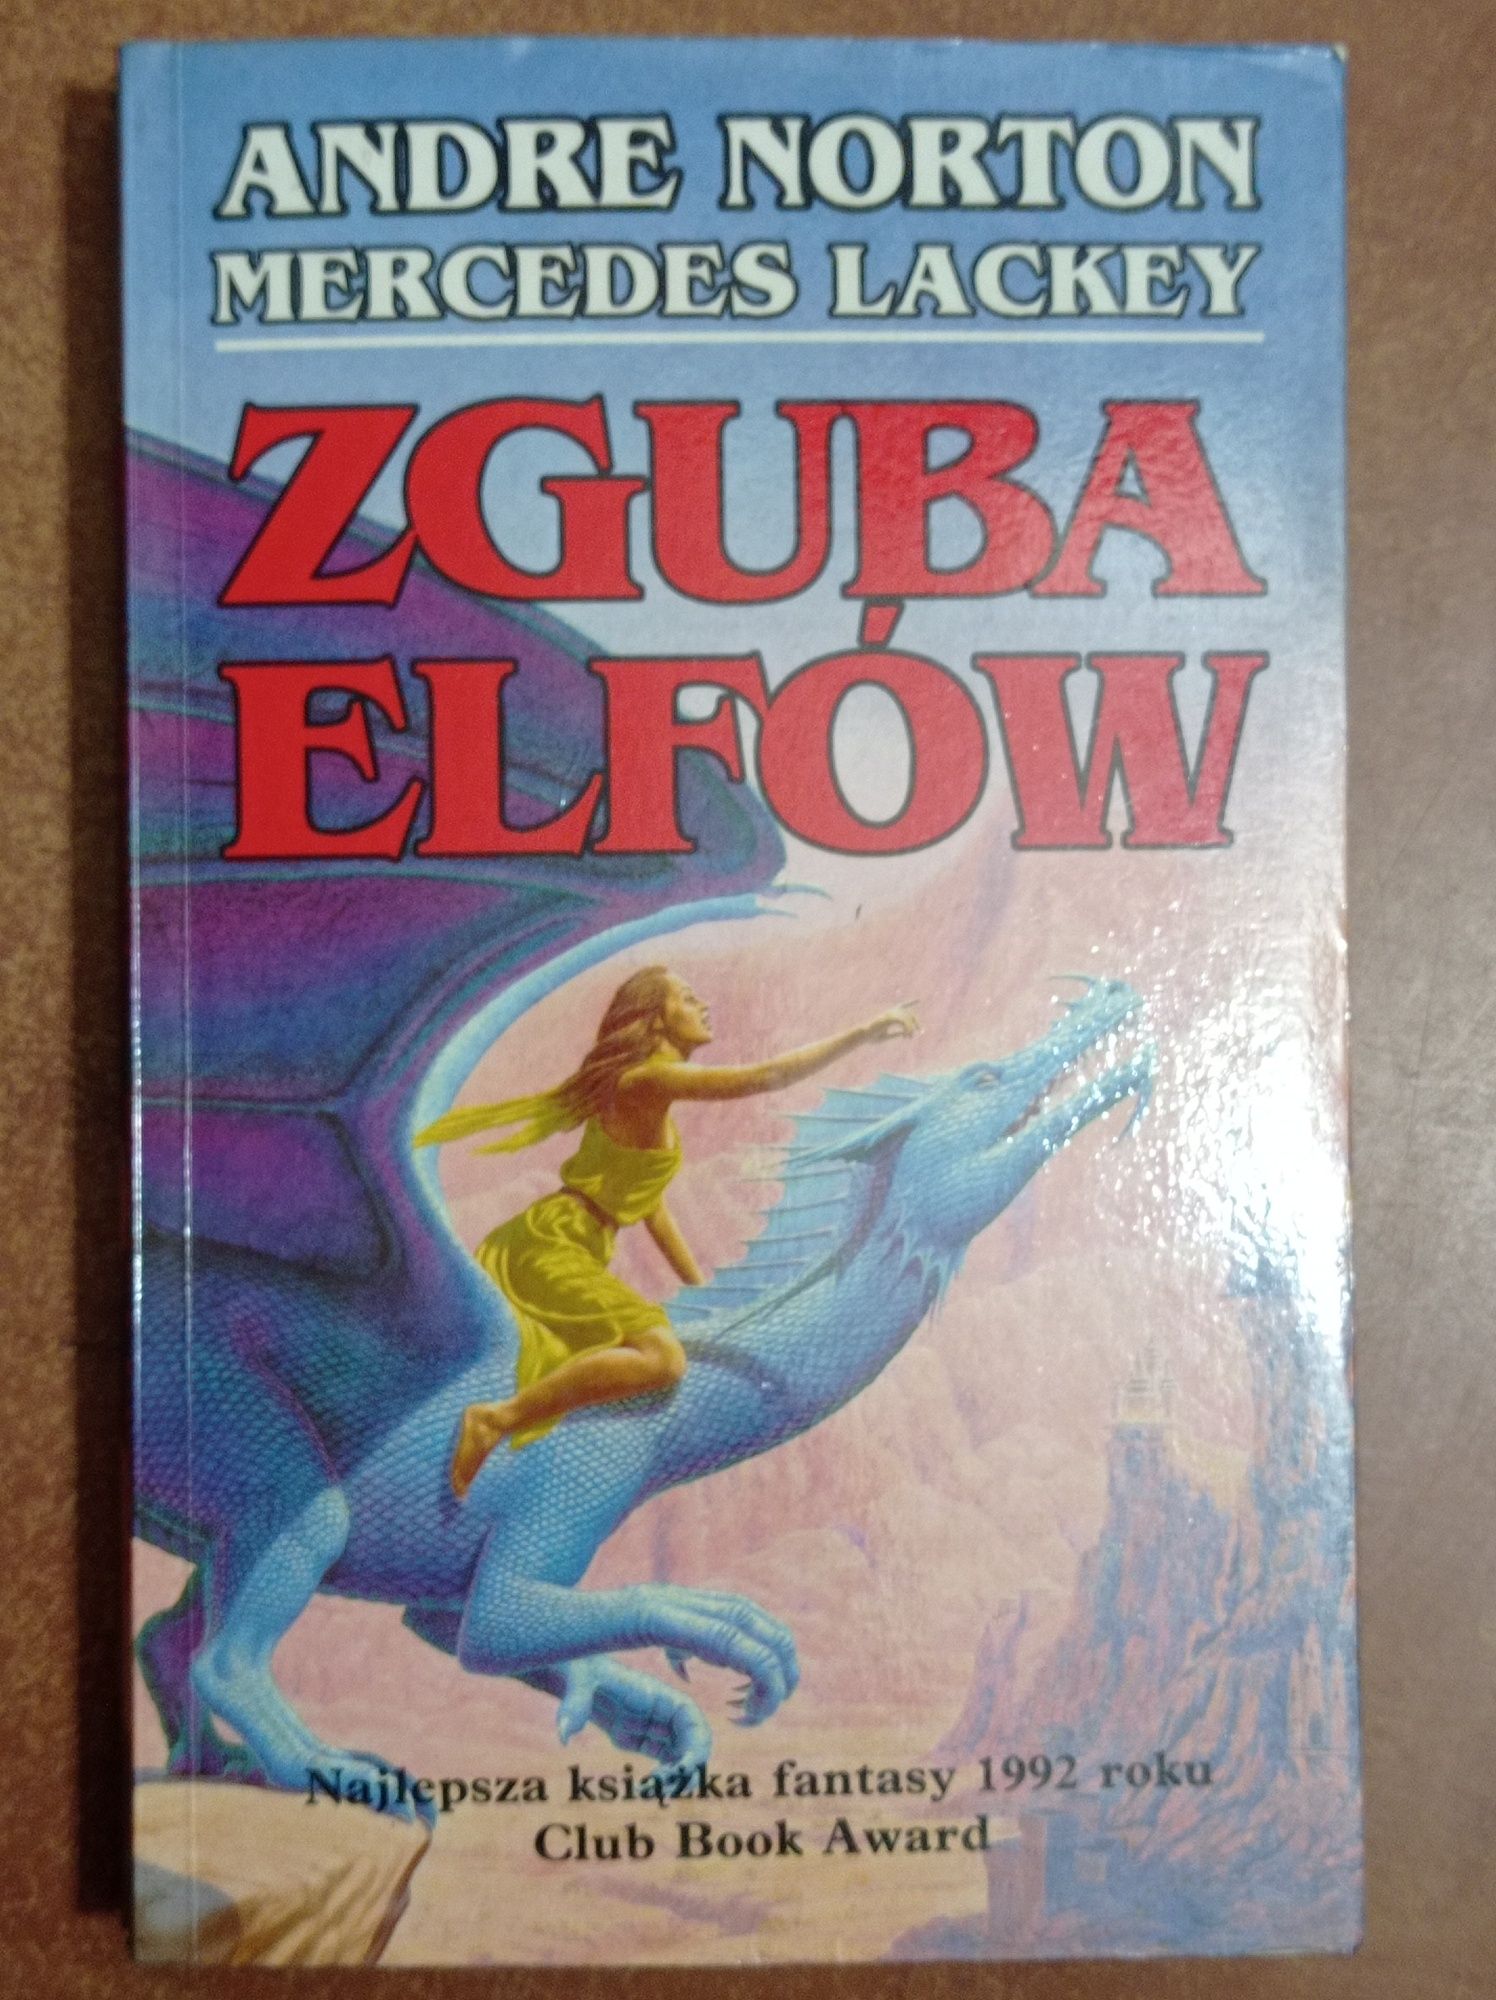 ANDRE NORTON
MERCEDES LACKEY
ZGUBA
ELFÓW
Najlepsza książka fantasy 1992 roku
Club Book Award